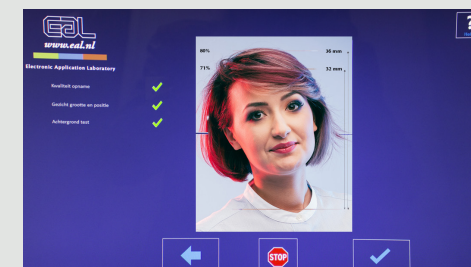 eal
www.eal.nl
Electronic Application Laboratory
Kwaliteit opname
Gezicht grootte en positie
Achtergrond test
80% 36 mm
71% 32 mm
STOP